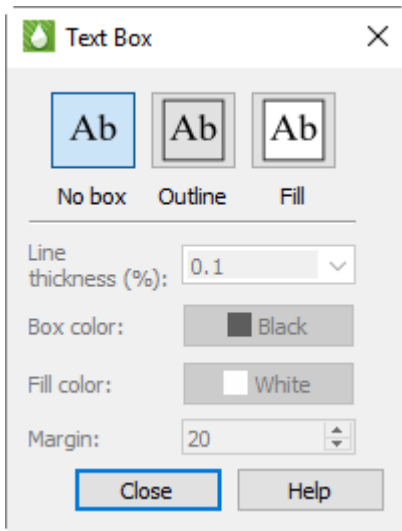 Text Box
Ab Ab Ab
No box Outline Fill
Line
thickness (%): 0.1
Box color: Black
Fill color: White
Margin: 20
Close Help